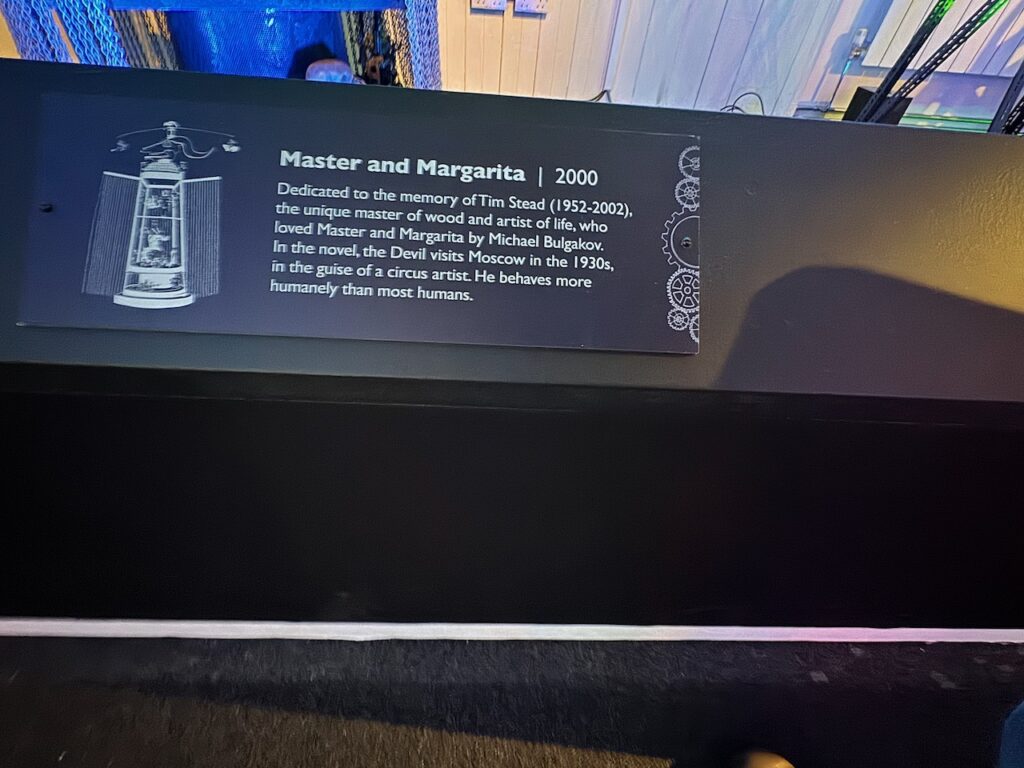 Master and Margarita | 2000
Dedicated to the memory of Tim Stead (1952-2002),
the unique master of wood and artist of life, who
loved Master and Margarita by Michael Bulgakov.
In the novel, the Devil visits Moscow in the 1930s,
in the guise of a circus artist. He behaves more
humanely than most humans.